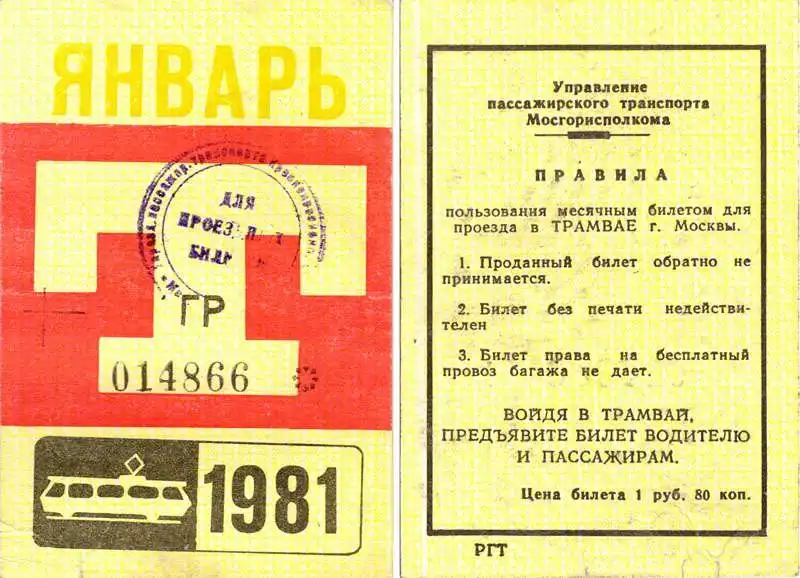 ЯНВАРЬ
Т
ДЛЯ
ПРОЕЗ
ГР
014866
1981
Управление
пассажирского транспорта
Мосгорисполкома
ПРАВИЛА
пользования месячным билетом для
проезда в ТРАМВАЕ г. Москвы.
1. Проданный билет обратно не
принимается.
2. Билет без печати недействи-
телен
3. Билет права на бесплатный
провоз багажа не дает.
ВОЙДЯ В ТРАМВАЙ,
ПРЕДЪЯВИТЕ БИЛЕТ ВОДИТЕЛЮ
И ПАССАЖИРАМ.
Цена билета 1 руб. 80 коп.
РГТ